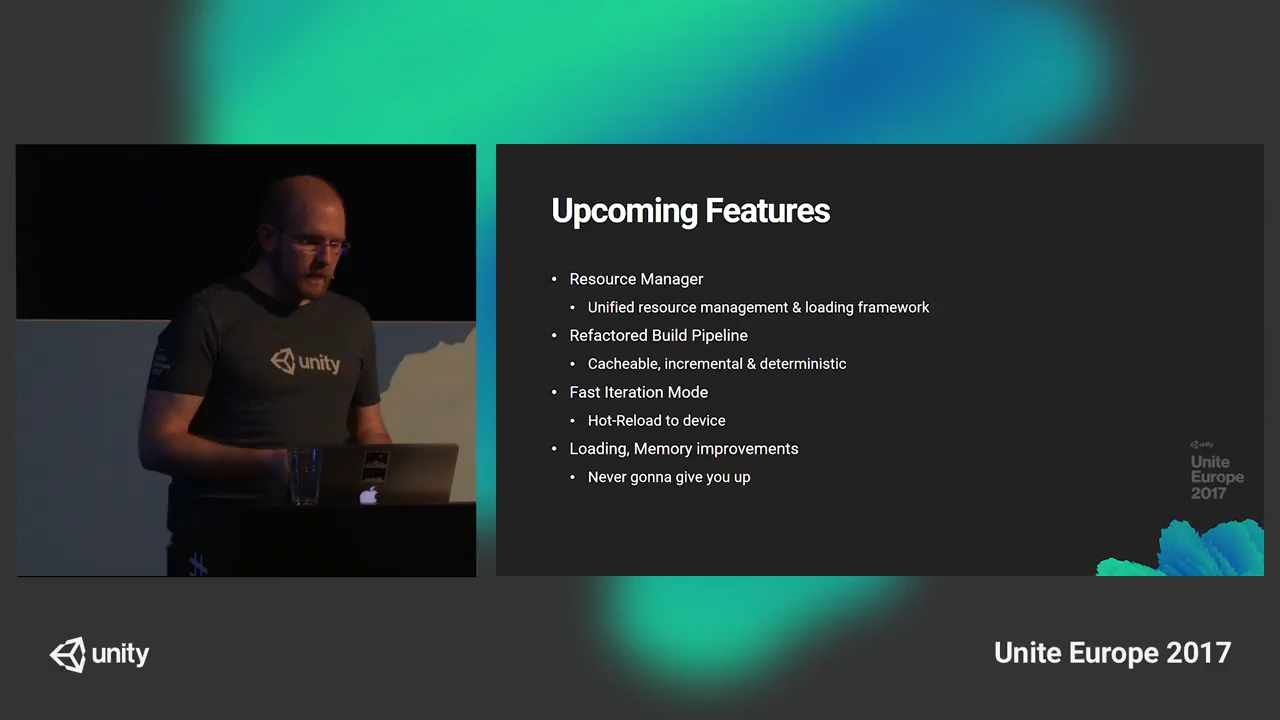 unity
Upcoming Features
• Resource Manager
• Unified resource management & loading framework
• Refactored Build Pipeline
• Cacheable, incremental & deterministic
• Fast Iteration Mode
• Hot-Reload to device
• Loading, Memory improvements
• Never gonna give you up
unity
Unite
Europe
2017
unity
Unite Europe 2017